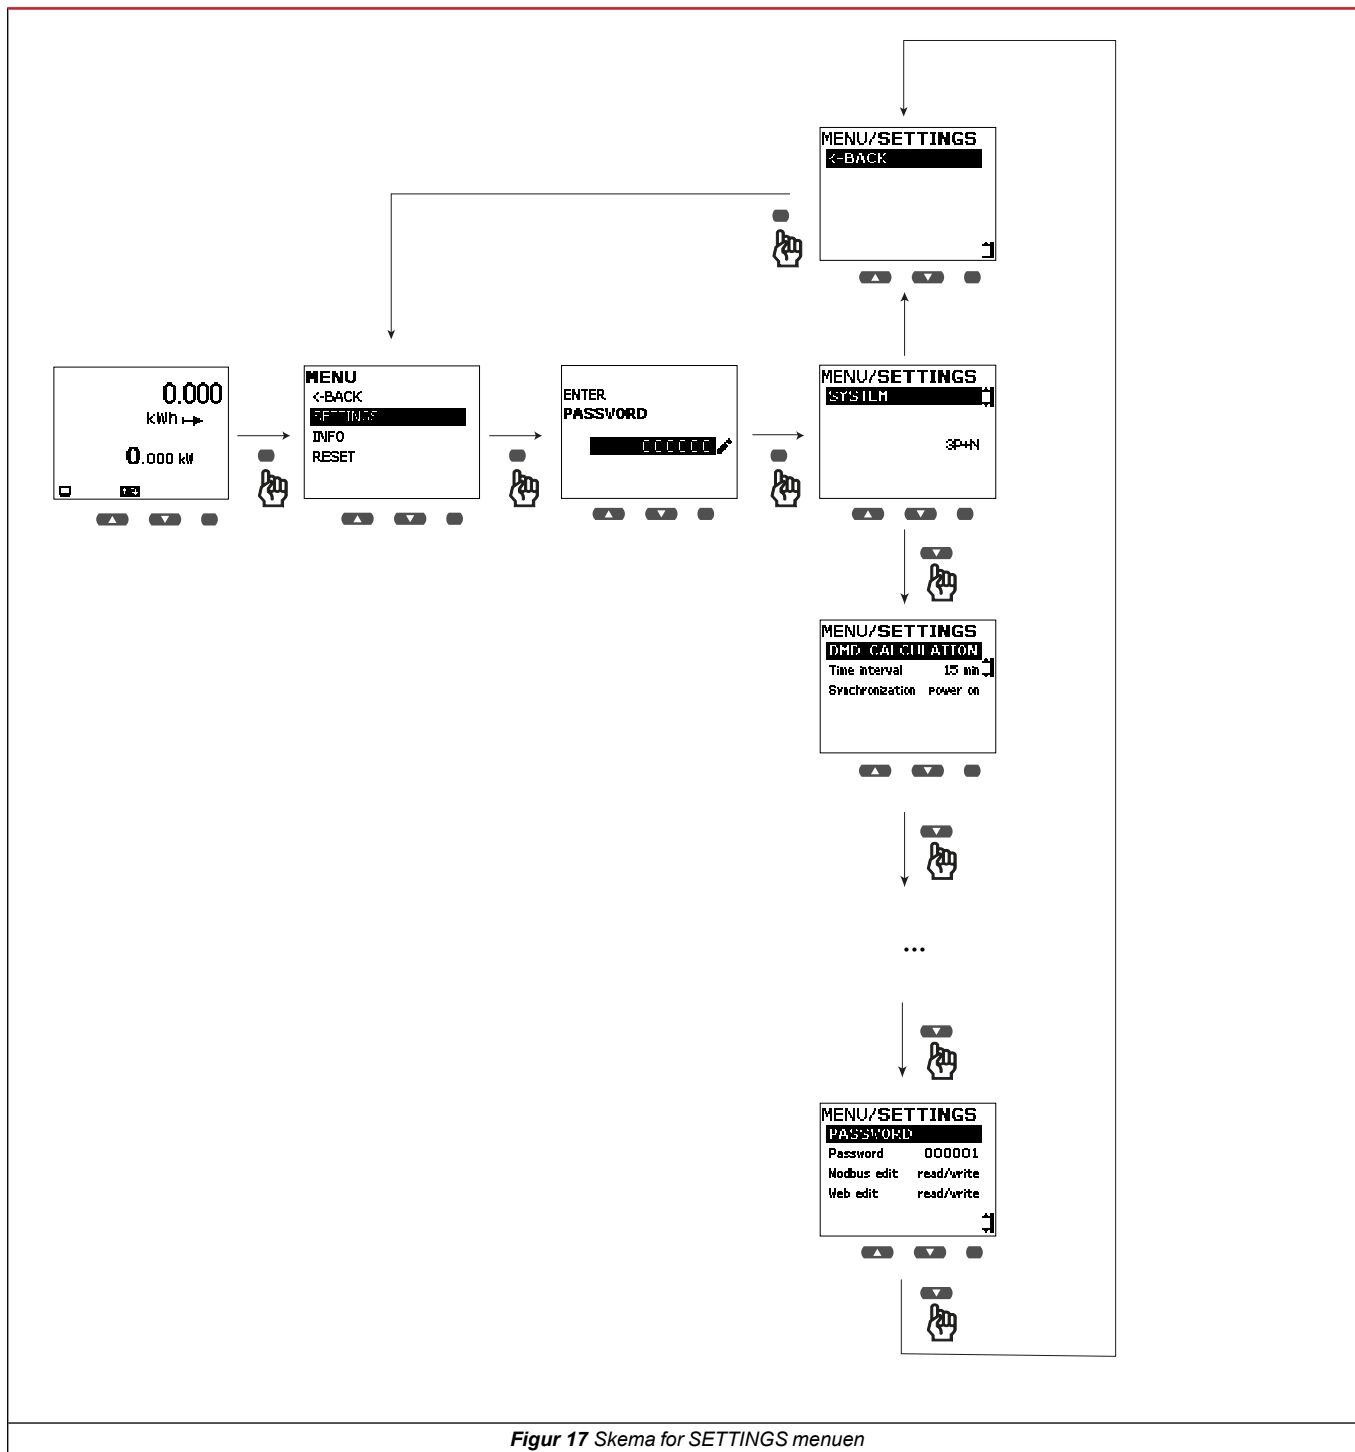 MENU/SETTINGS
<-BACK
0.000
kWh
0.000 kW
MENU
<-BACK
SETTINGS
INFO
RESET
ENTER
PASSWORD
000000
MENU/SETTINGS
SYSTEM
3P+N
MENU/SETTINGS
DMD CALCULATION
Time interval 15 min
Synchronization power on
...
MENU/SETTINGS
PASSWORD
Password 000001
Modbus edit read/write
Web edit read/write
Figur 17 Skema for SETTINGS menuen